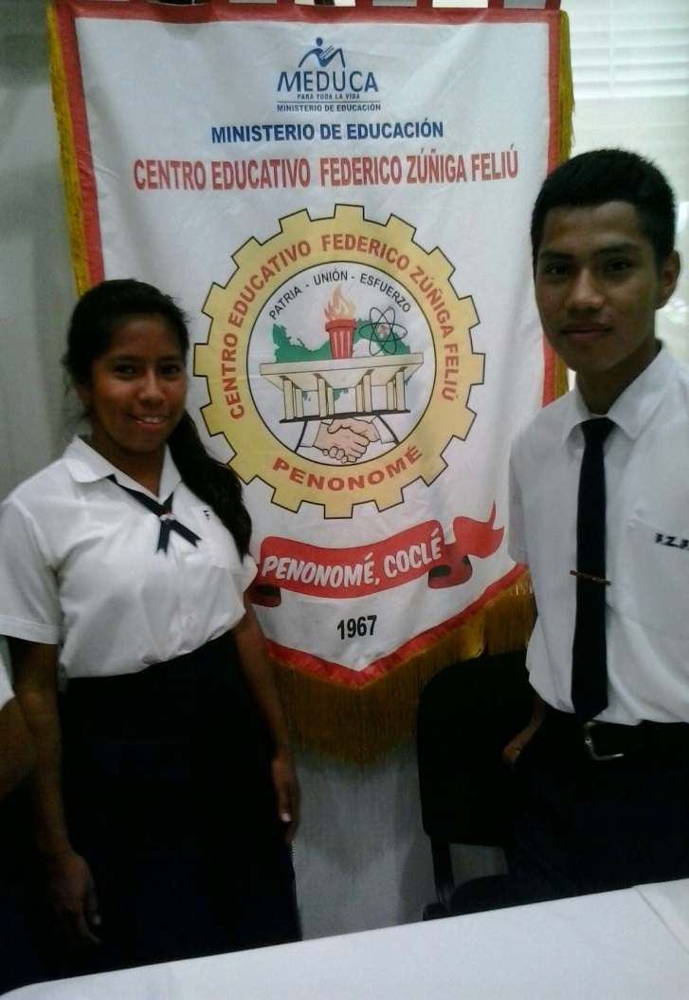 MEDUCA
PARA TODA LA VIDA
MINISTERIO DE EDUCACIÓN
MINISTERIO DE EDUCACIÓN
CENTRO EDUCATIVO FEDERICO ZÚÑIGA FELIÚ
CENTRO EDUCATIVO FEDERICO ZÚÑIGA FELIÚ
PATRIA - UNIÓN - ESFUERZO
PENONOMÉ
PENONOMÉ, COCLÉ
1967
F.Z.F